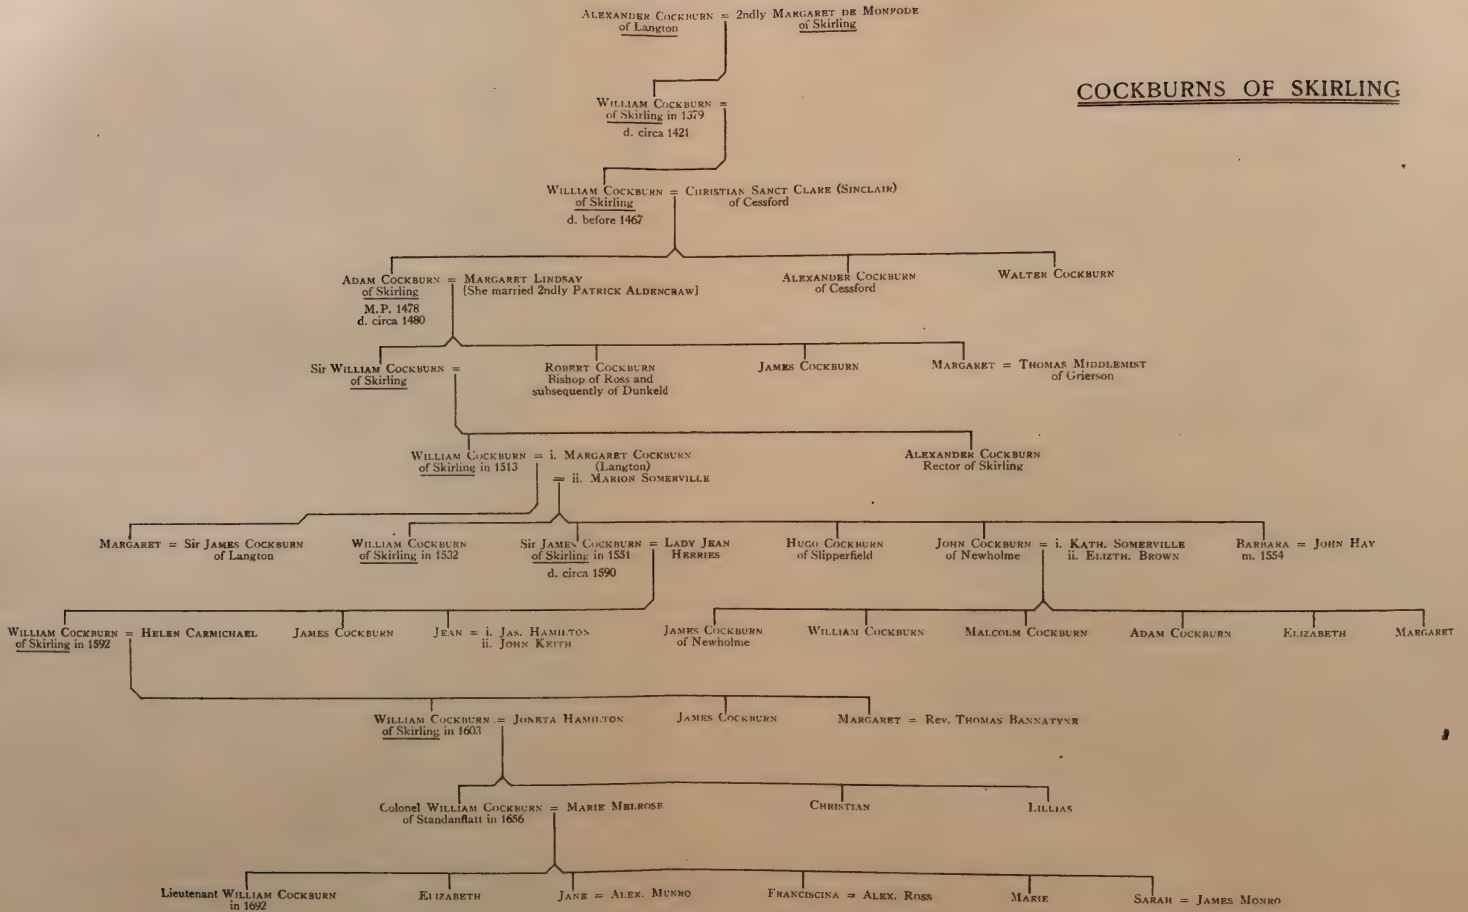 COCKBURNS OF SKIRLING
ALEXANDER COCKBURN = 2ndly MARGARET DE MONFODE
of Langton of Skirling
WILLIAM COCKBURN =
of Skirling in 1379
d. circa 1421
WILLIAM COCKBURN = CHRISTIAN SANCT CLARE (SINCLAIR)
of Skirling of Cessford
d. before 1467
ADAM COCKBURN = MARGARET LINDSAY
of Skirling [She married 2ndly PATRICK ALDENCRAW]
M.P. 1478
d. circa 1480
ALEXANDER COCKBURN
of Cessford
WALTER COCKBURN
Sir WILLIAM COCKBURN =
of Skirling
ROBERT COCKBURN
Bishop of Ross and
subsequently of Dunkeld
JAMES COCKBURN
MARGARET = THOMAS MIDDLEMIST
of Grierson
WILLIAM COCKBURN = i. MARGARET COCKBURN
of Skirling in 1513 (Langton)
= ii. MARION SOMERVILLE
ALEXANDER COCKBURN
Rector of Skirling
MARGARET = Sir JAMES COCKBURN
of Langton
WILLIAM COCKBURN
of Skirling in 1532
Sir JAMES COCKBURN = LADY JEAN
of Skirling in 1551 HERRIES
d. circa 1590
HUGO COCKBURN
of Slipperfield
JOHN COCKBURN = i. KATH. SOMERVILLE
of Newholme ii. ELIZTH. BROWN
BARBARA = JOHN HAY
m. 1554
WILLIAM COCKBURN = HELEN CARMICHAEL
of Skirling in 1592
JAMES COCKBURN
JEAN = i. JAS. HAMILTON
ii. JOHN KEITH
JAMES COCKBURN
of Newholme
WILLIAM COCKBURN
MALCOLM COCKBURN
ADAM COCKBURN
ELIZABETH
MARGARET
WILLIAM COCKBURN = JONETA HAMILTON
of Skirling in 1603
JAMES COCKBURN
MARGARET = Rev. THOMAS BANNATYNE
Colonel WILLIAM COCKBURN = MARIE MELROSE
of Standanflatt in 1656
CHRISTIAN
LILLIAS
Lieutenant WILLIAM COCKBURN
in 1692
ELIZABETH
JANE = ALEX. MUNRO
FRANCISCINA = ALEX. ROSS
MARIE
SARAH = JAMES MONRO